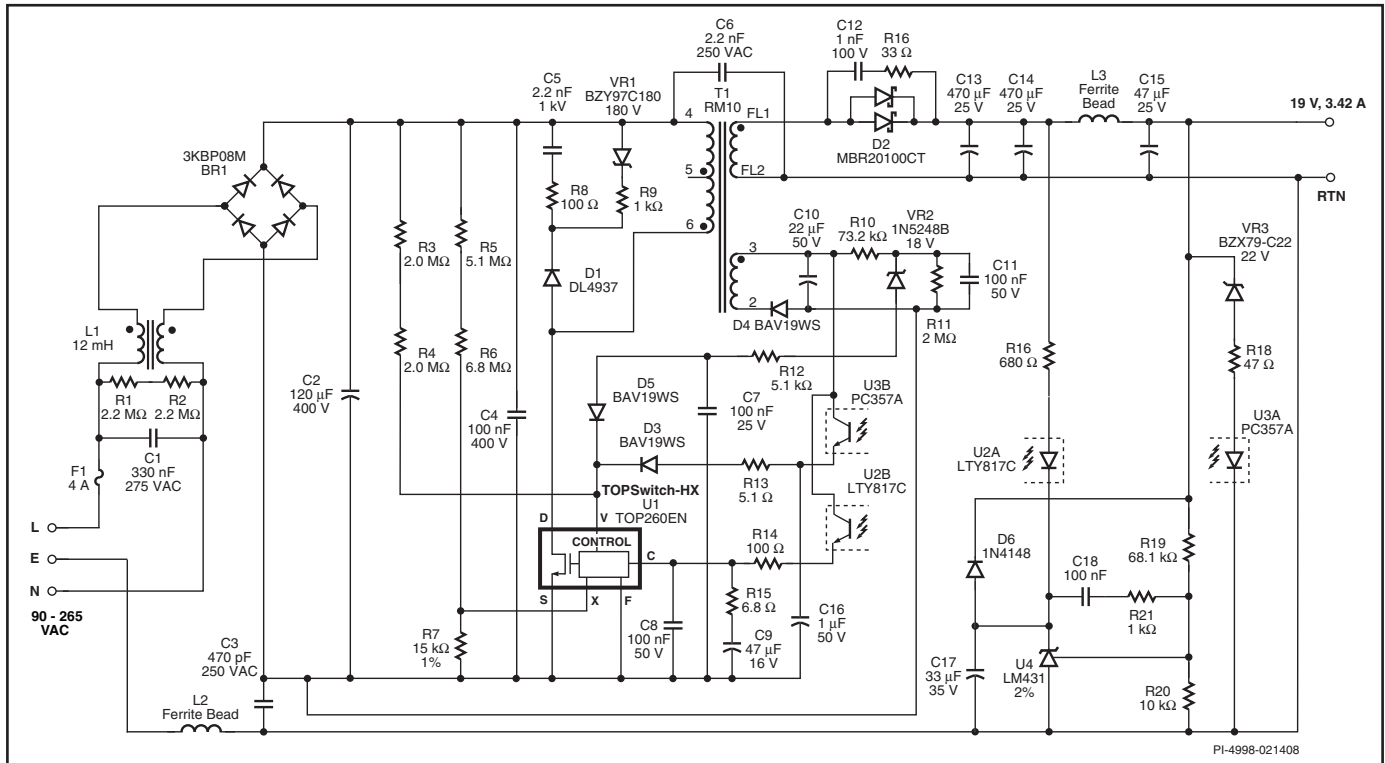 C6
2.2 nF
250 VAC
C12
1 nF
100 V
R16
33 Ω
C5
2.2 nF
1 kV
VR1
BZY97C180
180 V
T1
RM10
C13
470 µF
25 V
C14
470 µF
25 V
L3
Ferrite
Bead
C15
47 µF
25 V
19 V, 3.42 A
4
FL1
D2
MBR20100CT
3KBP08M
BR1
5
FL2
R8
100 Ω
R9
1 kΩ
RTN
6
C10
22 µF
50 V
R10
73.2 kΩ
VR2
1N5248B
18 V
VR3
BZX79-C22
22 V
R3
2.0 MΩ
R5
5.1 MΩ
3
D1
DL4937
C11
100 nF
50 V
2
D4 BAV19WS
R11
2 MΩ
L1
12 mH
R4
2.0 MΩ
R6
6.8 MΩ
R16
680 Ω
R18
47 Ω
R12
5.1 kΩ
R1
2.2 MΩ
R2
2.2 MΩ
C2
120 µF
400 V
D5
BAV19WS
C7
100 nF
25 V
U3B
PC357A
C4
100 nF
400 V
U3A
PC357A
C1
330 nF
275 VAC
D3
BAV19WS
U2A
LTY817C
F1
4 A
R13
5.1 Ω
U2B
LTY817C
TOPSwitch-HX
U1
TOP260EN
L
D
V
CONTROL
C
R14
100 Ω
D6
1N4148
R19
68.1 kΩ
E
C18
100 nF
N
S
X
F
R15
6.8 Ω
R21
1 kΩ
90 - 265
VAC
C16
1 µF
50 V
R7
15 kΩ
1%
C8
100 nF
50 V
C9
47 µF
16 V
C3
470 pF
250 VAC
C17
33 µF
35 V
U4
LM431
2%
R20
10 kΩ
L2
Ferrite Bead
PI-4998-021408